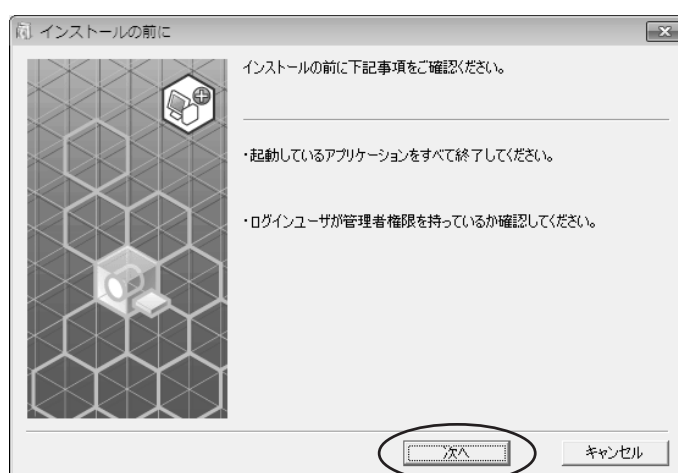 インストールの前に
インストールの前に下記事項をご確認ください。
・起動しているアプリケーションをすべて終了してください。
・ログインユーザが管理者権限を持っているか確認してください。
次へ
キャンセル